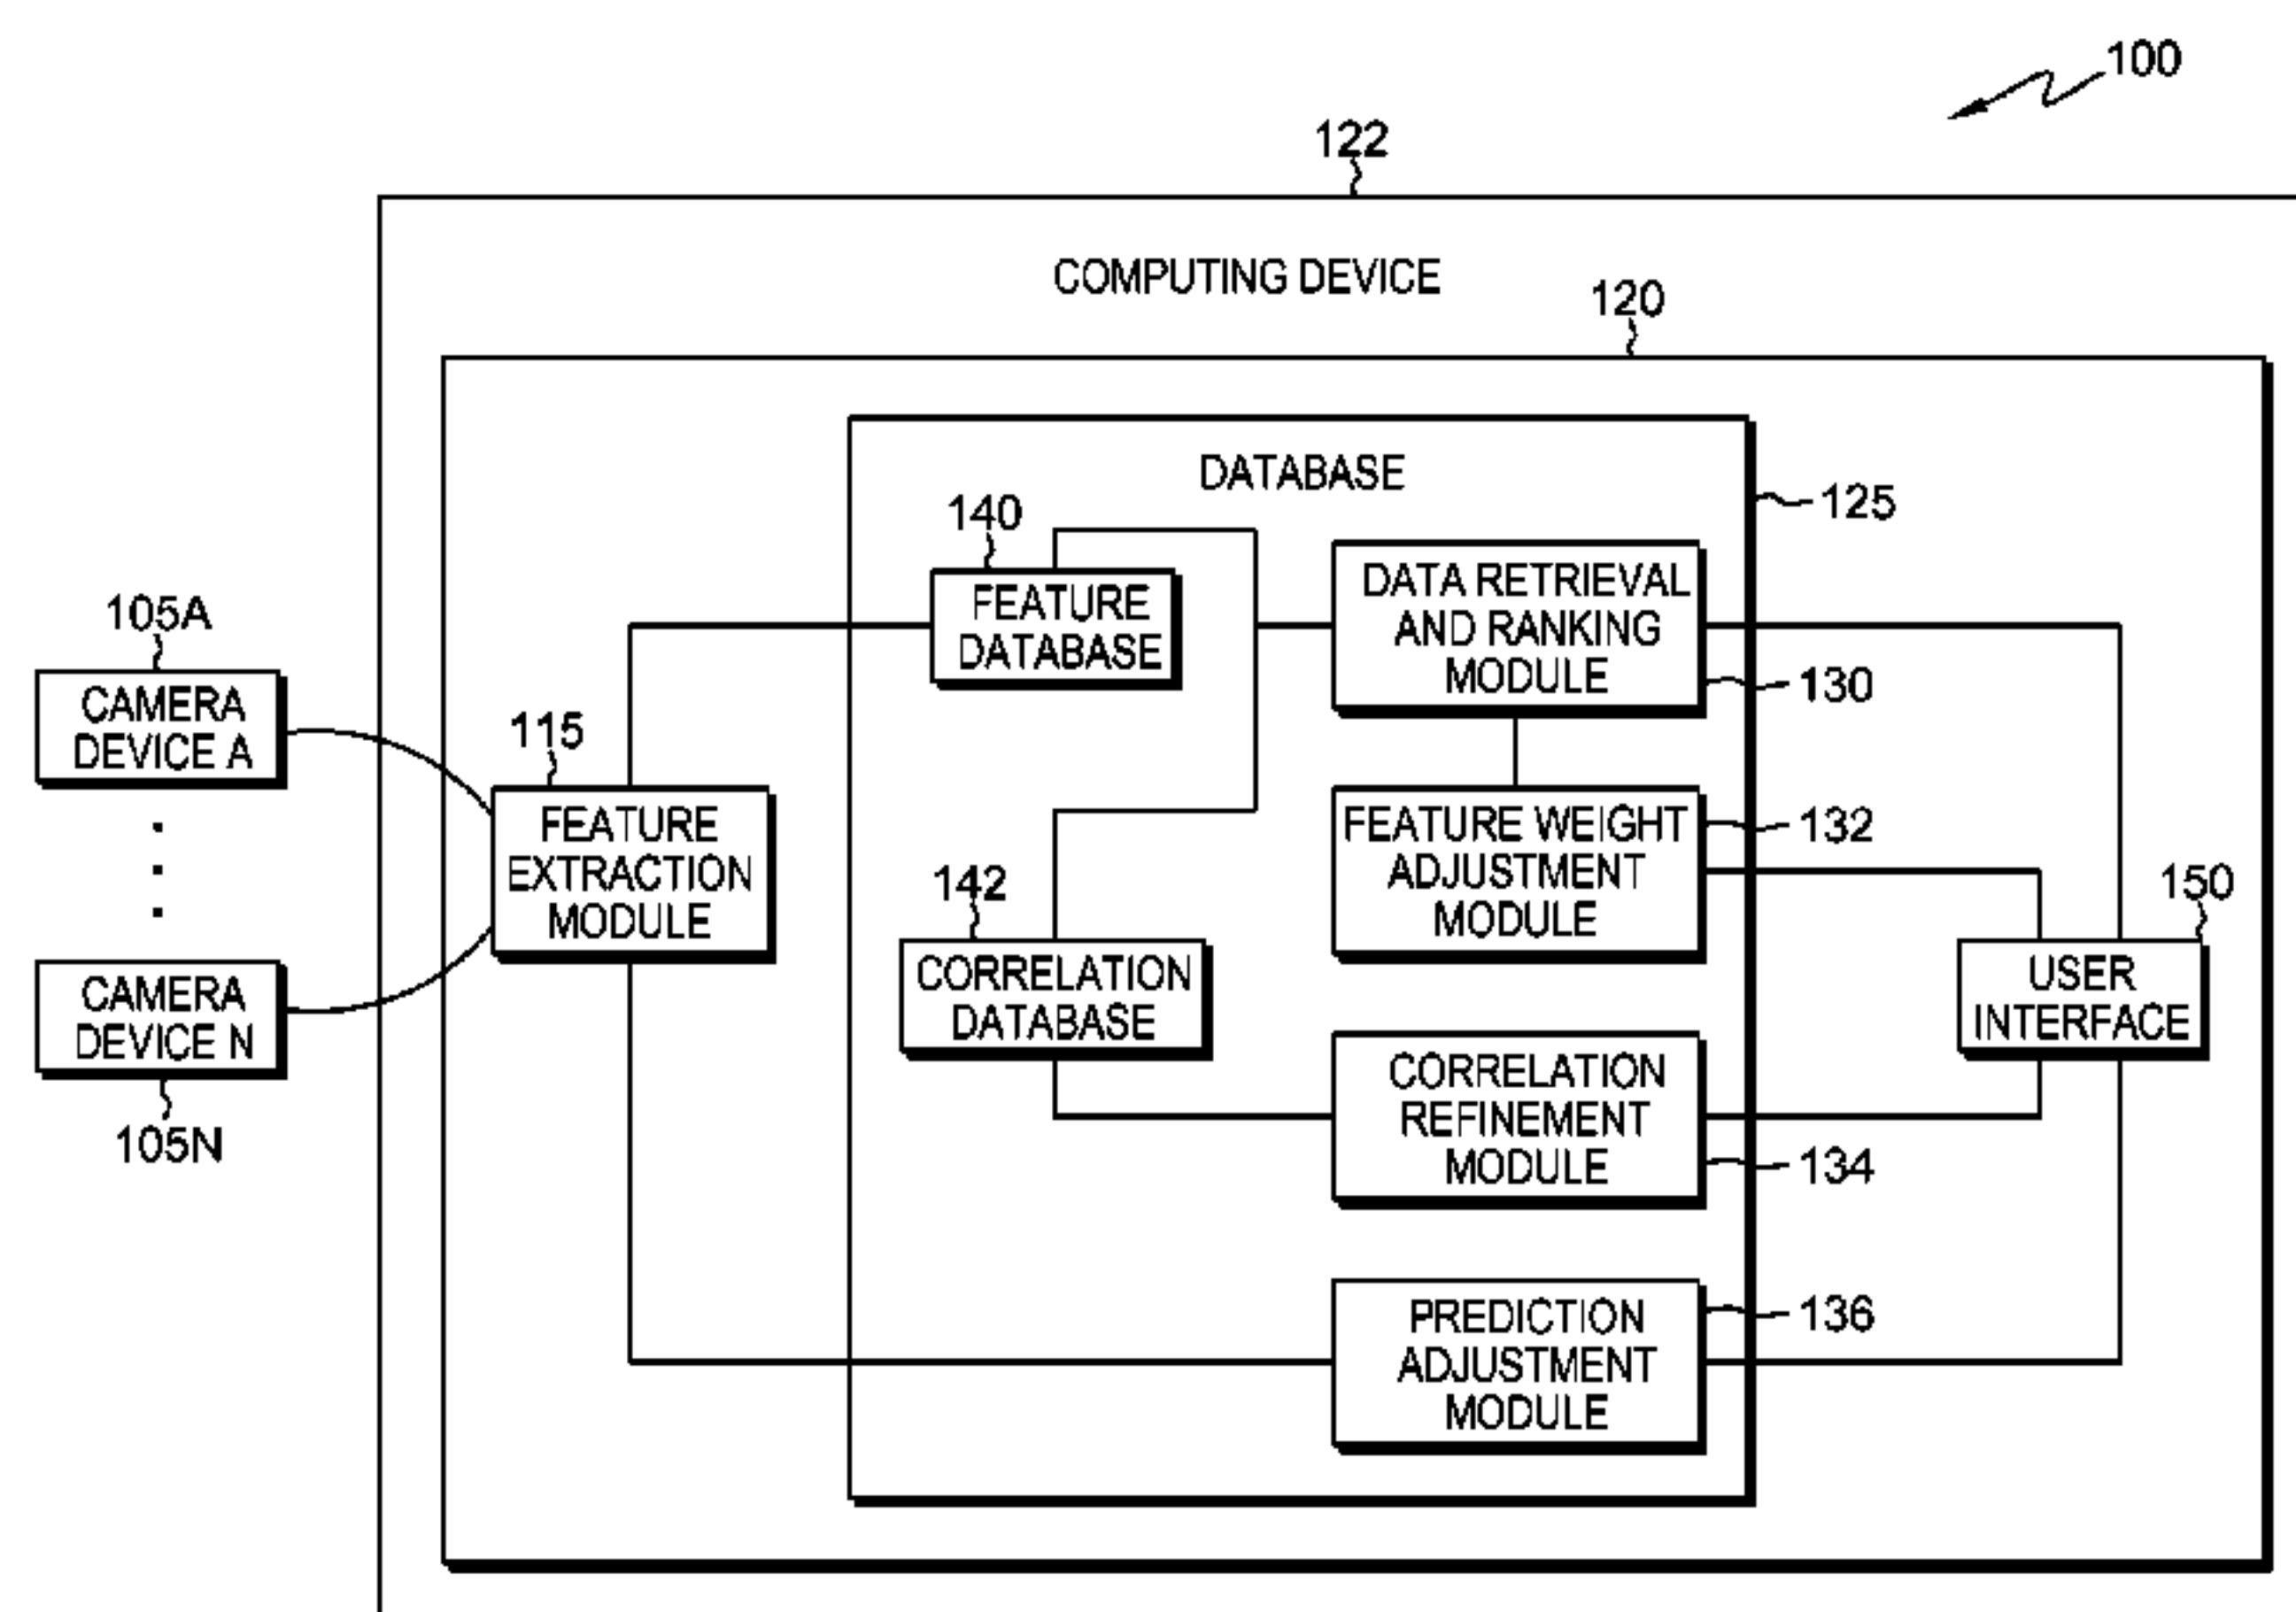 100
122
COMPUTING DEVICE
120
DATABASE
125
140
FEATURE
DATABASE
DATA RETRIEVAL
AND RANKING
MODULE
130
105A
CAMERA
DEVICE A
115
FEATURE
EXTRACTION
MODULE
FEATURE WEIGHT
ADJUSTMENT
MODULE
132
142
CORRELATION
DATABASE
150
USER
INTERFACE
CAMERA
DEVICE N
105N
CORRELATION
REFINEMENT
MODULE
134
PREDICTION
ADJUSTMENT
MODULE
136